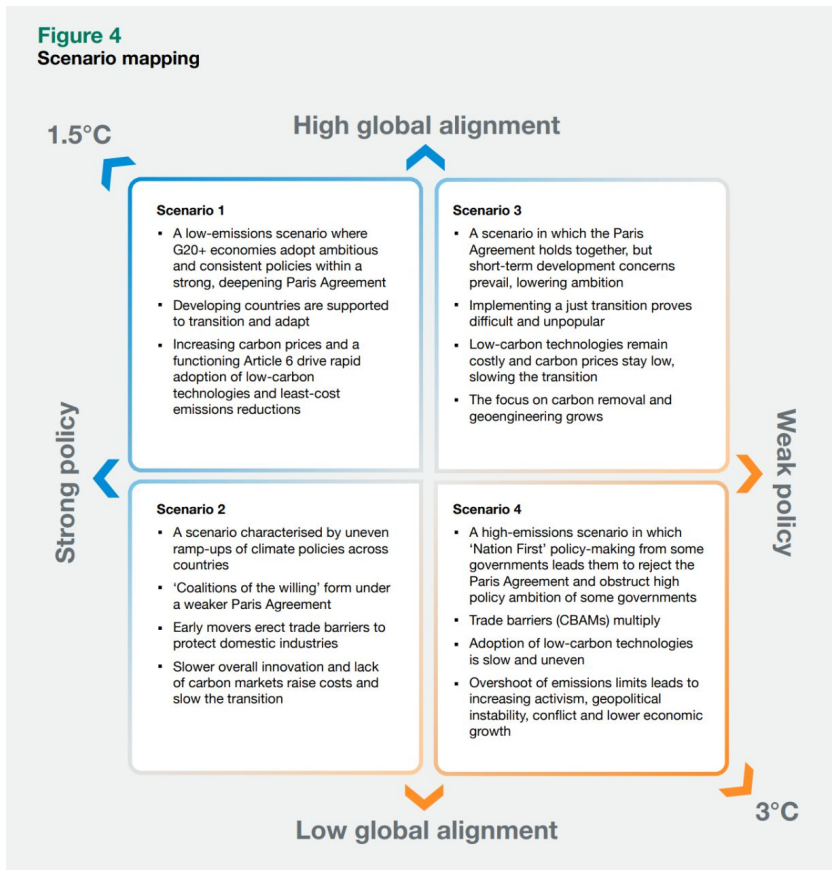 Figure 4
Scenario mapping
1.5°C
High global alignment
Scenario 1
▪ A low-emissions scenario where
G20+ economies adopt ambitious
and consistent policies within a
strong, deepening Paris Agreement
▪ Developing countries are supported
to transition and adapt
▪ Increasing carbon prices and a
functioning Article 6 drive rapid
adoption of low-carbon
technologies and least-cost
emissions reductions
Scenario 3
▪ A scenario in which the Paris
Agreement holds together, but
short-term development concerns
prevail, lowering ambition
▪ Implementing a just transition proves
difficult and unpopular
▪ Low-carbon technologies remain
costly and carbon prices stay low,
slowing the transition
▪ The focus on carbon removal and
geoengineering grows
Strong policy
Weak policy
Scenario 2
▪ A scenario characterised by uneven
ramp-ups of climate policies across
countries
▪ ‘Coalitions of the willing’ form under
a weaker Paris Agreement
▪ Early movers erect trade barriers to
protect domestic industries
▪ Slower overall innovation and lack
of carbon markets raise costs and
slow the transition
Scenario 4
▪ A high-emissions scenario in which
‘Nation First’ policy-making from some
governments leads them to reject the
Paris Agreement and obstruct high
policy ambition of some governments
▪ Trade barriers (CBAMs) multiply
▪ Adoption of low-carbon technologies
is slow and uneven
▪ Overshoot of emissions limits leads to
increasing activism, geopolitical
instability, conflict and lower economic
growth
Low global alignment
3°C